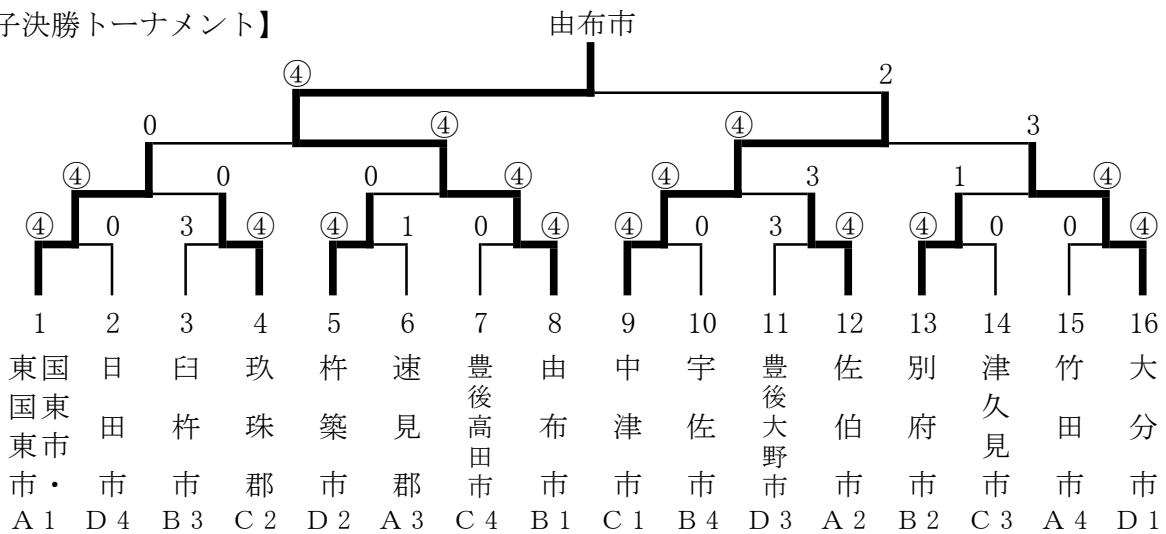 子決勝トーナメント】
由布市
④ 2
0 ④ ④ 3
④ 0 0 ④ ④ 3 1 ④
④ 0 3 ④ ④ 1 0 ④ ④ 0 3 ④ ④ 0 0 ④
1 2 3 4 5 6 7 8 9 10 11 12 13 14 15 16
国東市・東国東市
日田市
臼杵市
玖珠郡
杵築市
速見郡
豊後高田市
由布市
中津市
宇佐市
豊後大野市
佐伯市
別府市
津久見市
竹田市
大分市
A1 D4 B3 C2 D2 A3 C4 B1 C1 B4 D3 A2 B2 C3 A4 D1